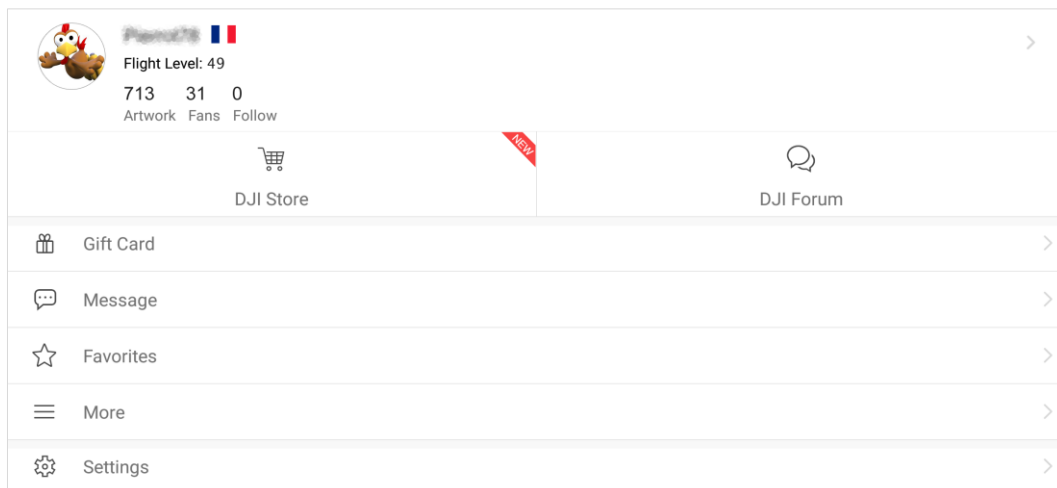 Flight Level: 49
713 31 0
Artwork Fans Follow
NEW
DJI Store DJI Forum
Gift Card
Message
Favorites
More
Settings